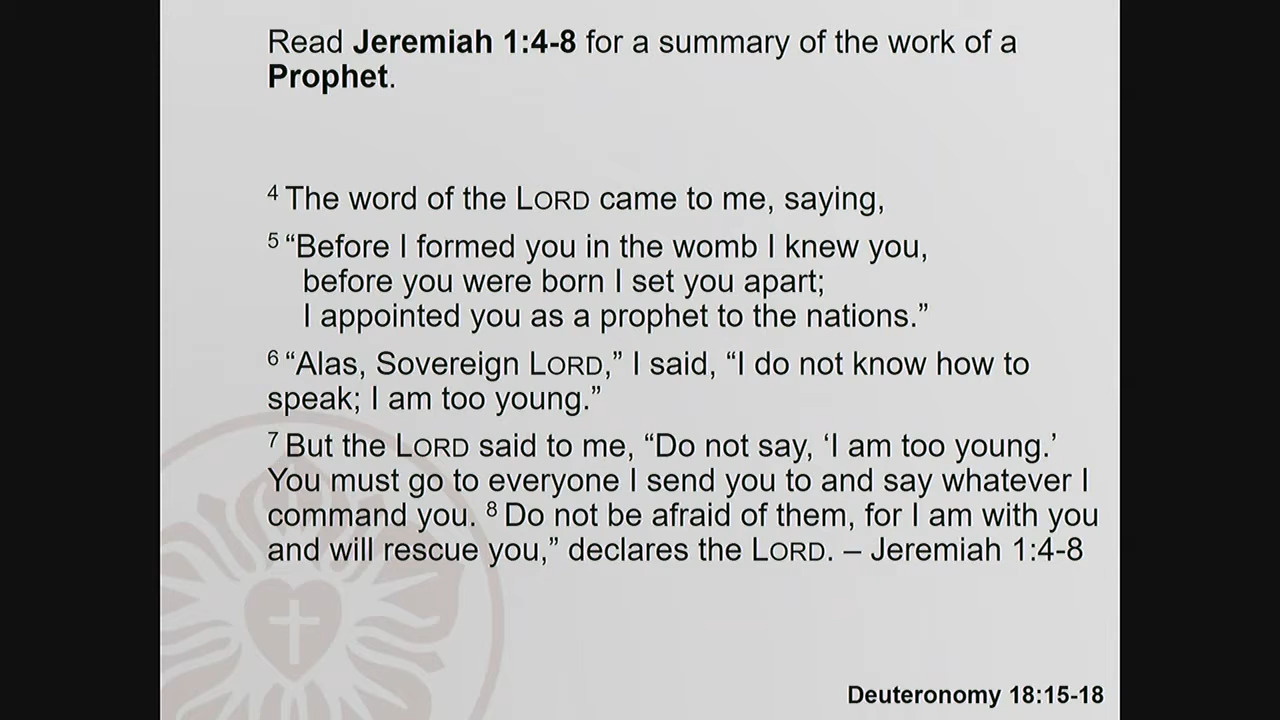 Read Jeremiah 1:4-8 for a summary of the work of a
Prophet.
4 The word of the LORD came to me, saying,
5 “Before I formed you in the womb I knew you,
before you were born I set you apart;
I appointed you as a prophet to the nations.”
6 “Alas, Sovereign LORD,” I said, “I do not know how to
speak; I am too young.”
7 But the LORD said to me, “Do not say, ‘I am too young.’
You must go to everyone I send you to and say whatever I
command you. 8 Do not be afraid of them, for I am with you
and will rescue you,” declares the LORD. – Jeremiah 1:4-8
Deuteronomy 18:15-18